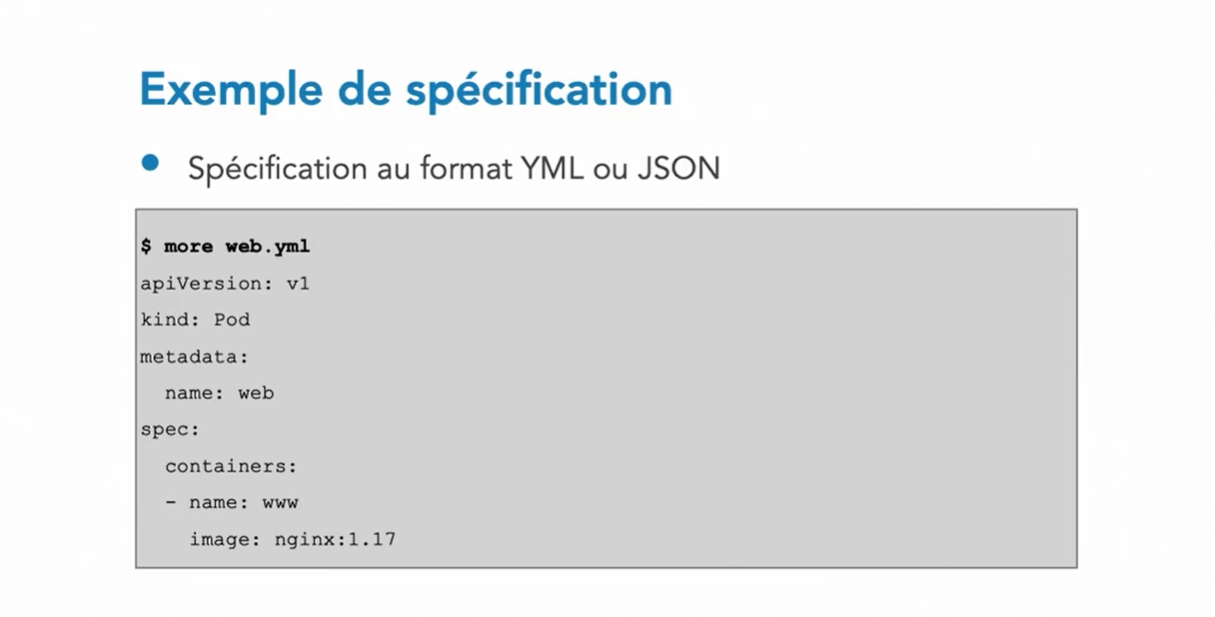 Exemple de spécification
● Spécification au format YML ou JSON
$ more web.yml
apiVersion: v1
kind: Pod
metadata:
  name: web
spec:
  containers:
  - name: www
    image: nginx:1.17